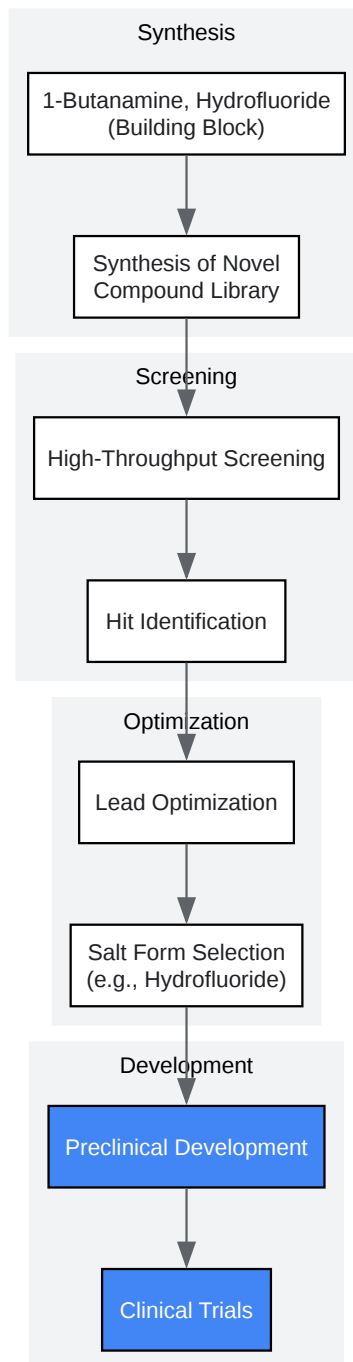 Synthesis
1-Butanamine, Hydrofluoride
(Building Block)
Synthesis of Novel
Compound Library
Screening
High-Throughput Screening
Hit Identification
Optimization
Lead Optimization
Salt Form Selection
(e.g., Hydrofluoride)
Development
Preclinical Development
Clinical Trials